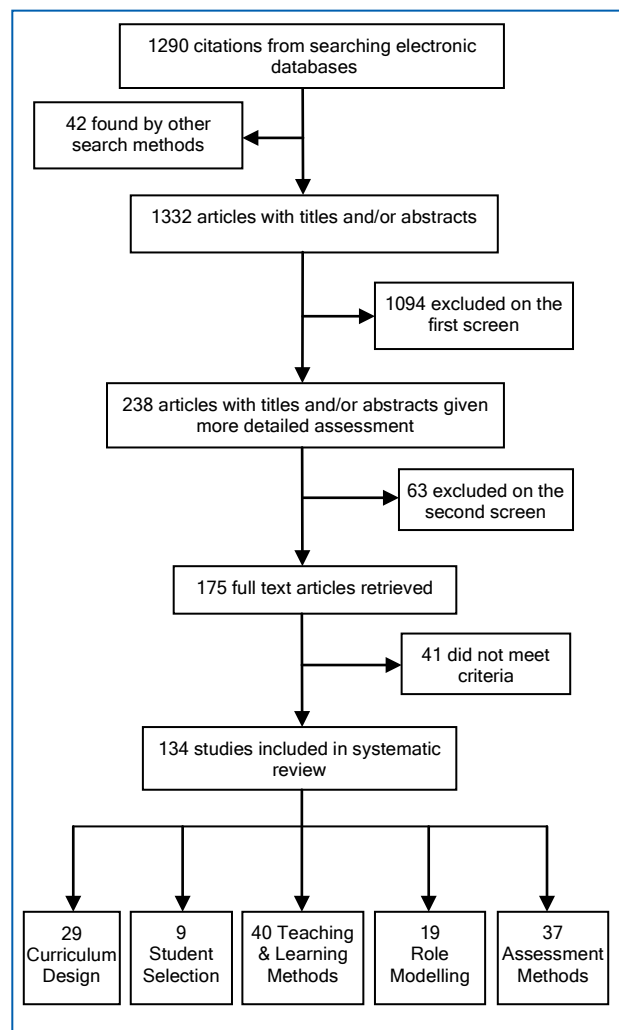 1290 citations from searching electronic
databases
42 found by other
search methods
1332 articles with titles and/or abstracts
1094 excluded on the
first screen
238 articles with titles and/or abstracts given
more detailed assessment
63 excluded on the
second screen
175 full text articles retrieved
41 did not meet
criteria
134 studies included in systematic
review
29
Curriculum
Design
9
Student
Selection
40 Teaching
& Learning
Methods
19
Role
Modelling
37
Assessment
Methods